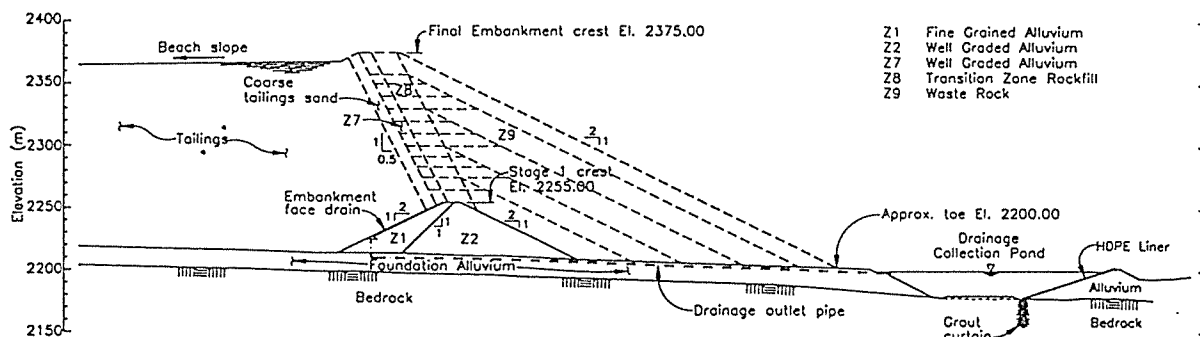 2400
2350
2300
2250
2200
2150
Elevation (m)
Beach slope
Final Embankment crest El. 2375.00
Coarse
tailings sand
Z8
Z7
Z9
Tailings
1
0.5
2
1
Stage 1 crest
El. 2255.00
Embankment
face drain
1
2
1
1
2
1
Z1
Z2
Foundation Alluvium
Bedrock
Drainage outlet pipe
Approx. toe El. 2200.00
Drainage
Collection Pond
HDPE Liner
Alluvium
Bedrock
Grout
curtain
Z1 Fine Grained Alluvium
Z2 Well Graded Alluvium
Z7 Well Graded Alluvium
Z8 Transition Zone Rockfill
Z9 Waste Rock